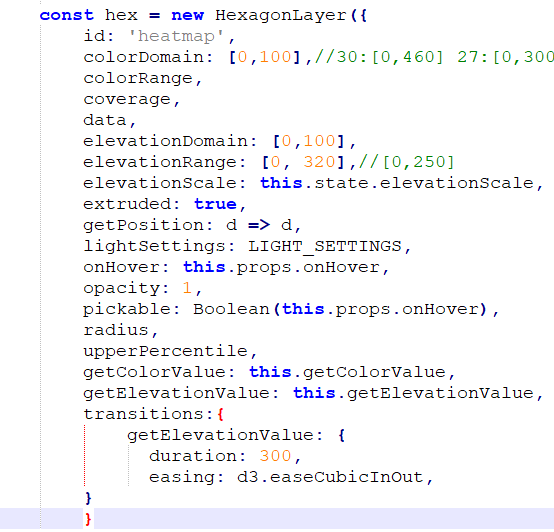 const hex = new HexagonLayer({
id: 'heatmap',
colorDomain: [0,100],//30:[0,460] 27:[0,300
colorRange,
coverage,
data,
elevationDomain: [0,100],
elevationRange: [0, 320],//[0,250]
elevationScale: this.state.elevationScale,
extruded: true,
getPosition: d => d,
lightSettings: LIGHT_SETTINGS,
onHover: this.props.onHover,
opacity: 1,
pickable: Boolean(this.props.onHover),
radius,
upperPercentile,
getColorValue: this.getColorValue,
getElevationValue: this.getElevationValue,
transitions:{
getElevationValue: {
duration: 300,
easing: d3.easeCubicInOut,
}
}